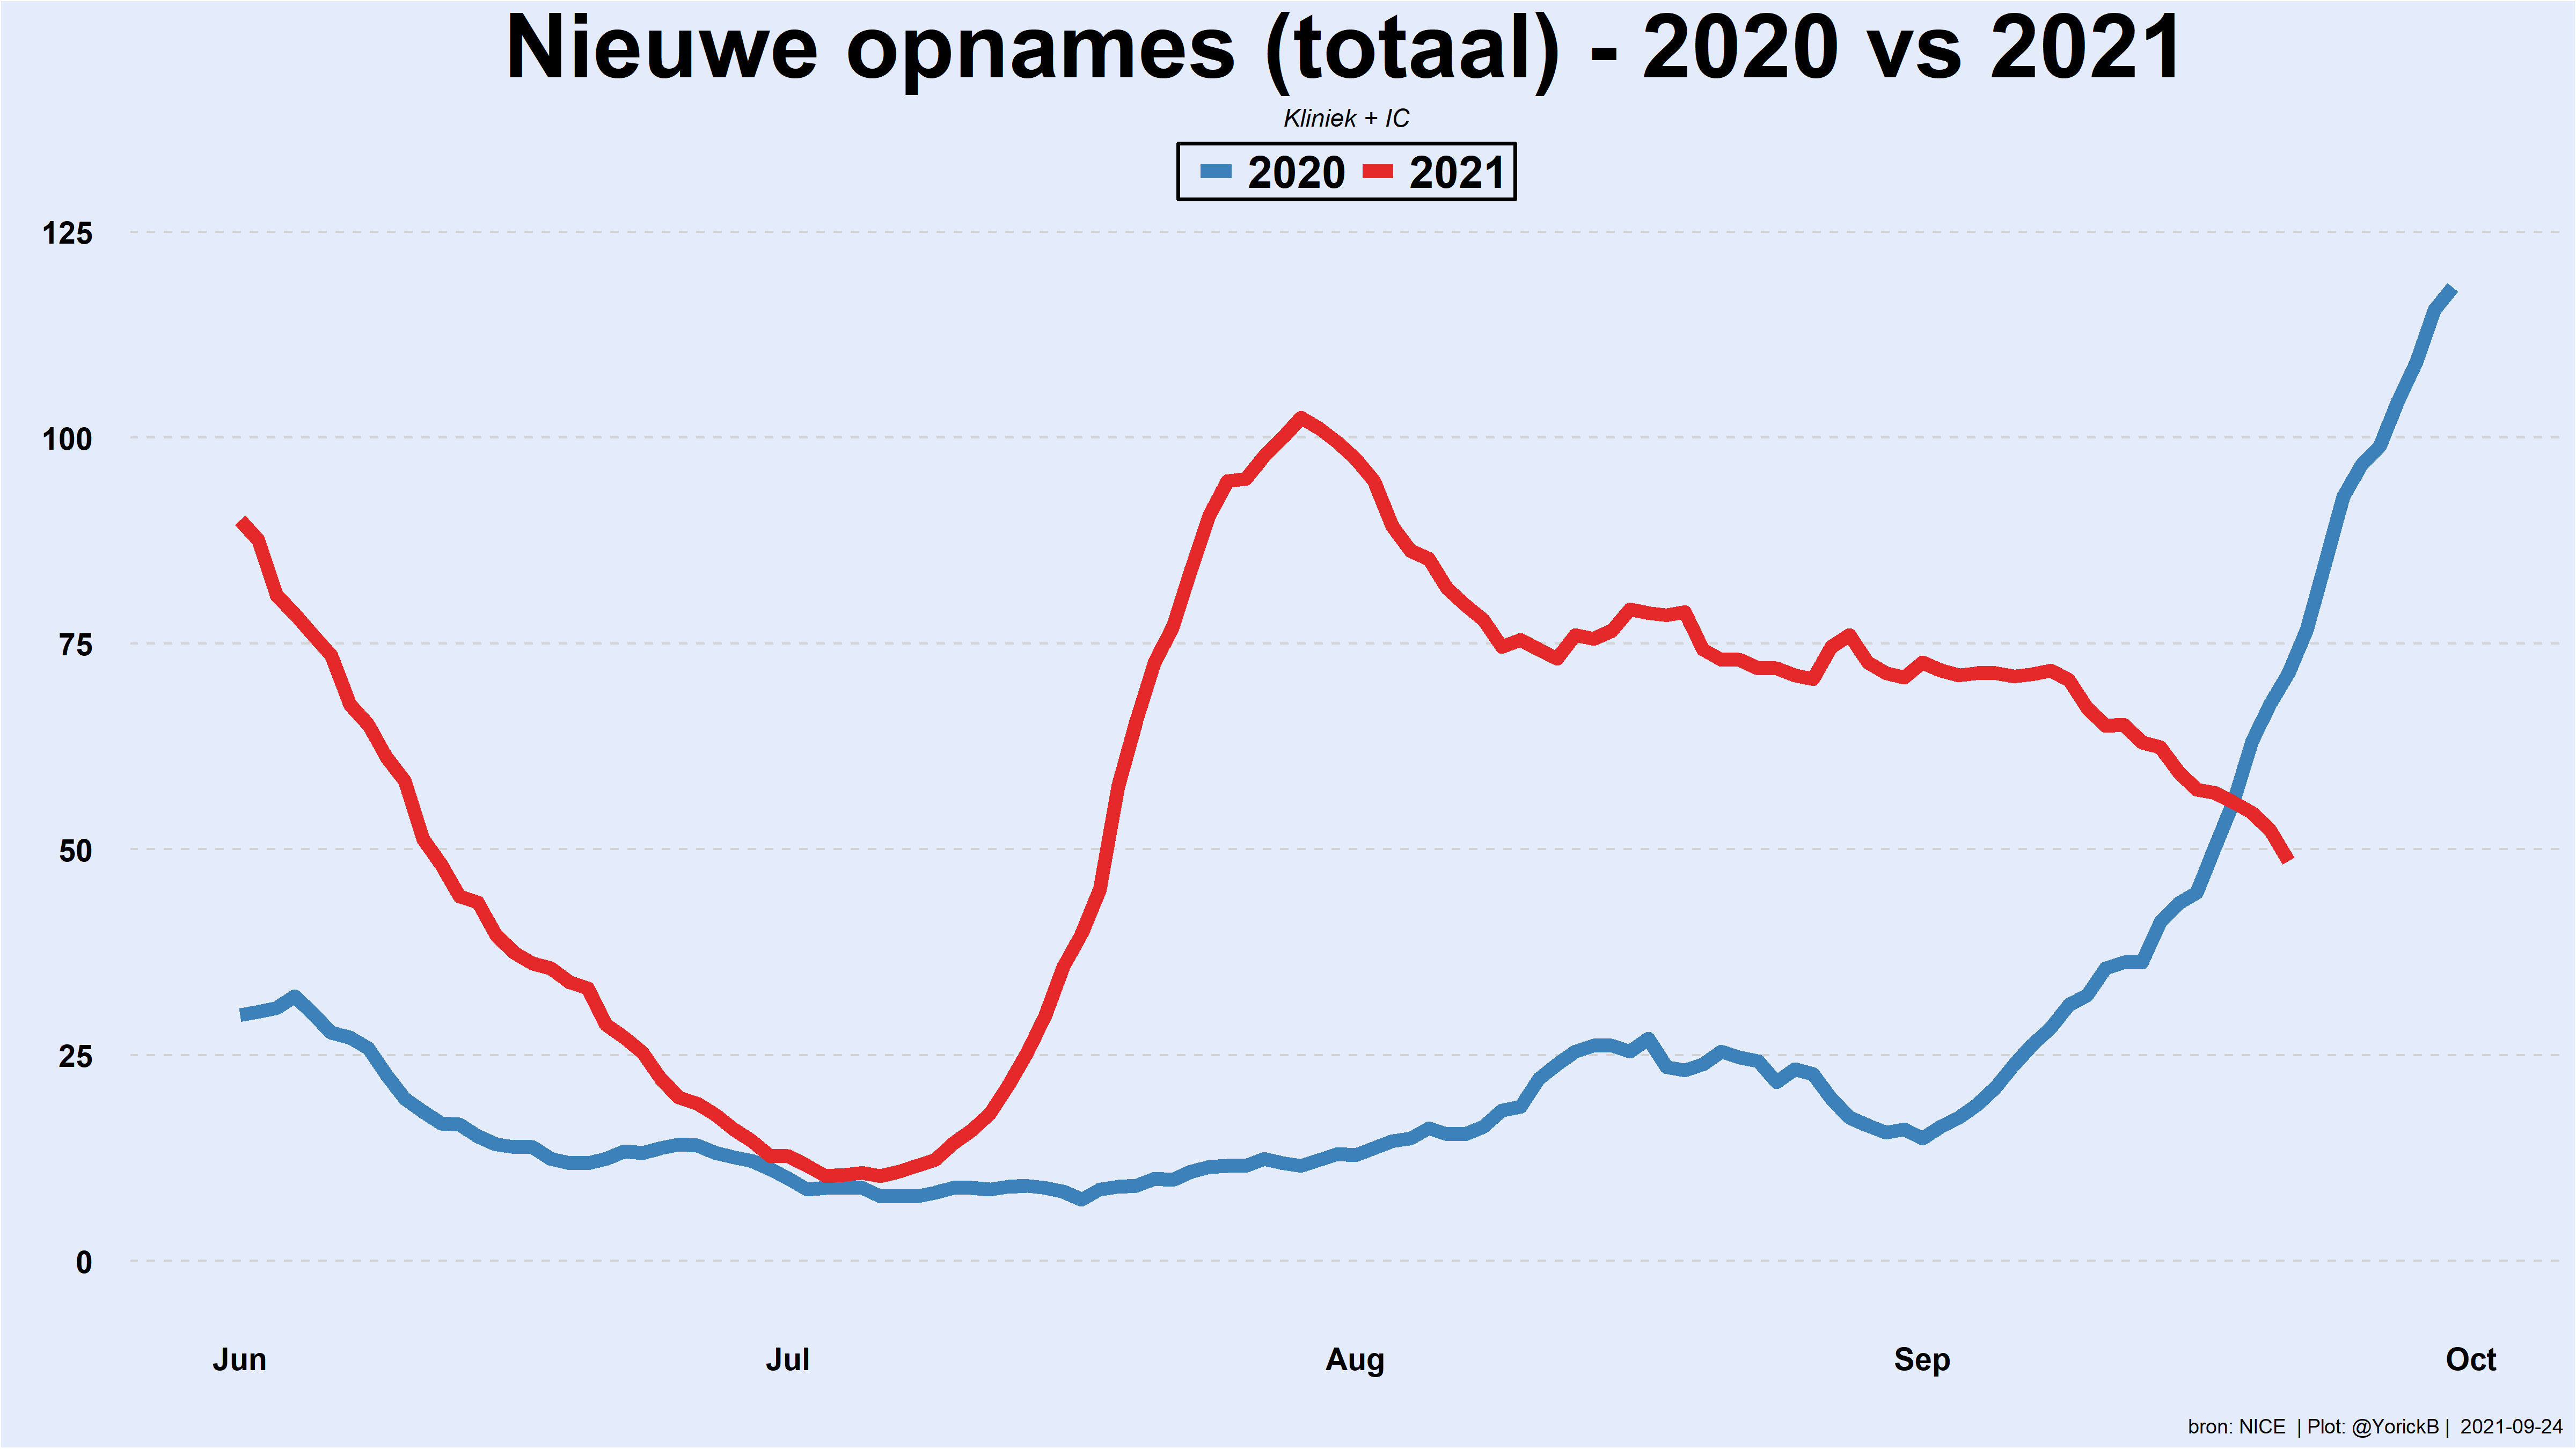 Nieuwe opnames (totaal) - 2020 vs 2021
Kliniek + IC
2020 2021
125
100
75
50
25
0
Jun Jul Aug Sep Oct
bron: NICE | Plot: @YorickB | 2021-09-24